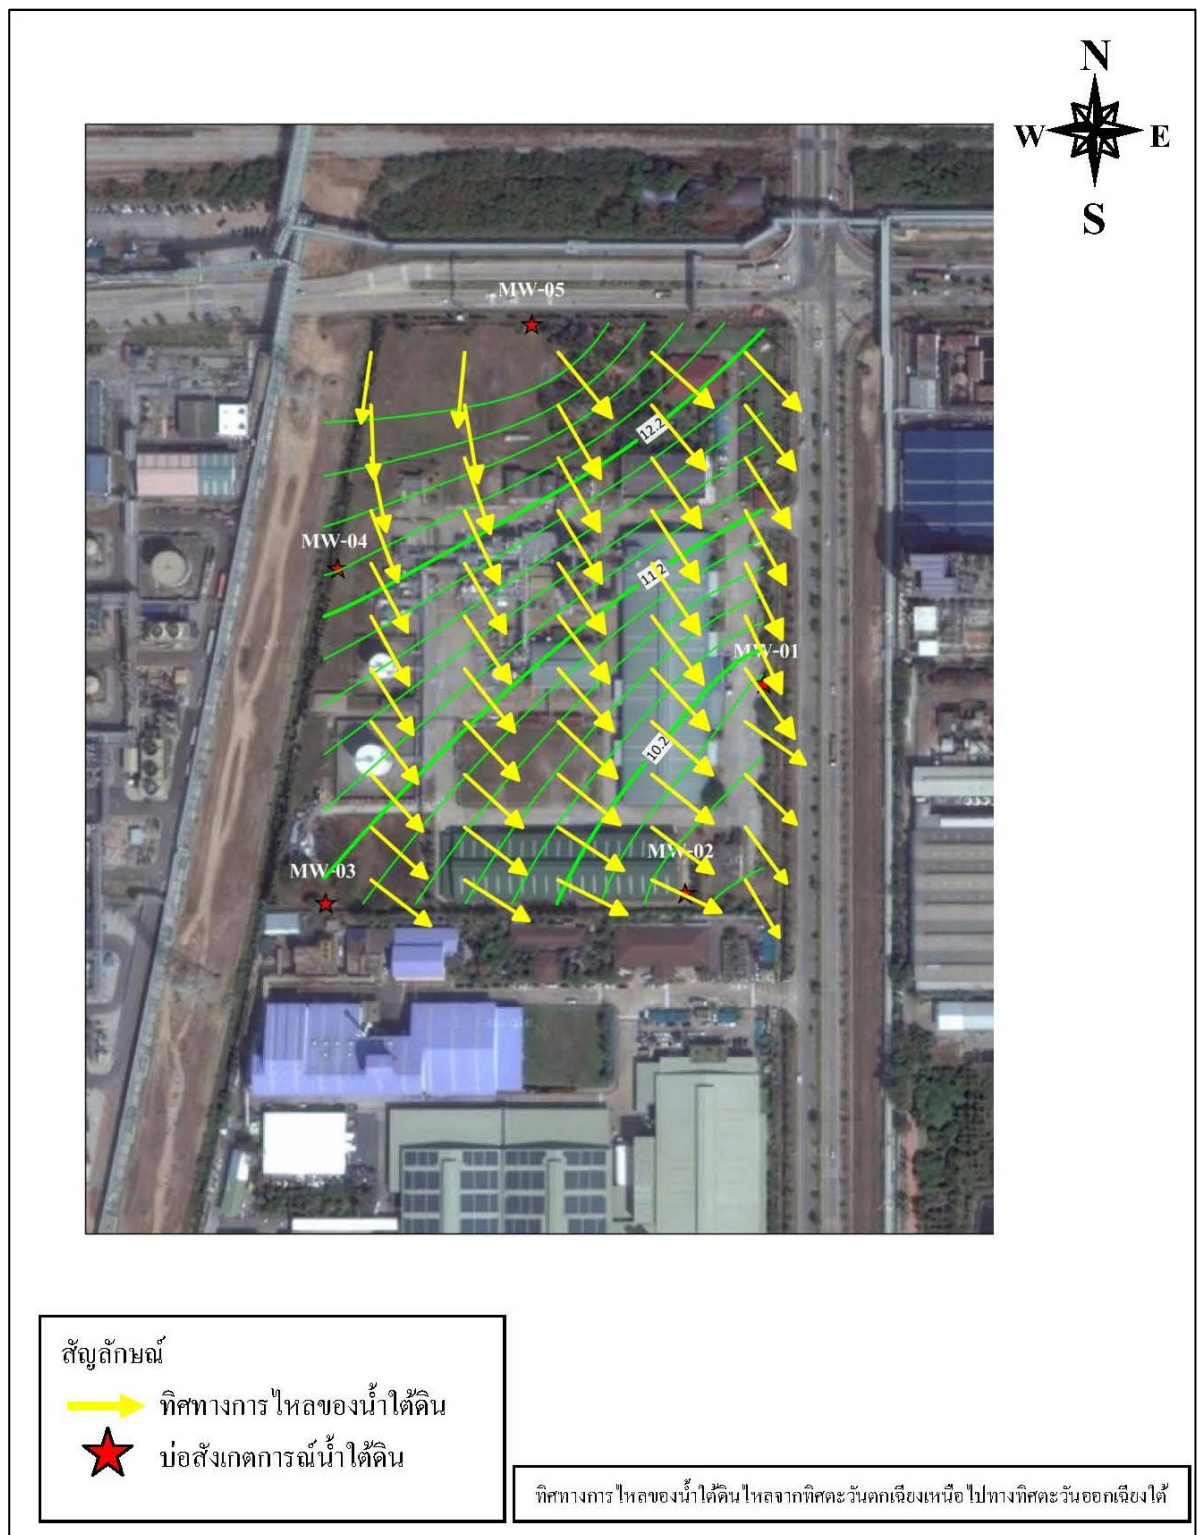 N
W E
S
MW-05
12.2
MW-04
11.2
MW-01
10.2
MW-02
MW-03
สัญลักษณ์
ทิศทางการไหลของน้ำใต้ดิน
บ่อสังเกตการณ์น้ำใต้ดิน
ทิศทางการไหลของน้ำใต้ดินไหลจากทิศตะวันตกเฉียงเหนือไปทางทิศตะวันออกเฉียงใต้